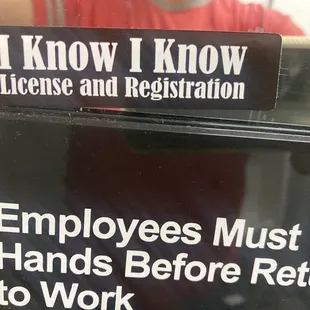 I Know I Know
License and Registration
Employees Must
Hands Before
to Work